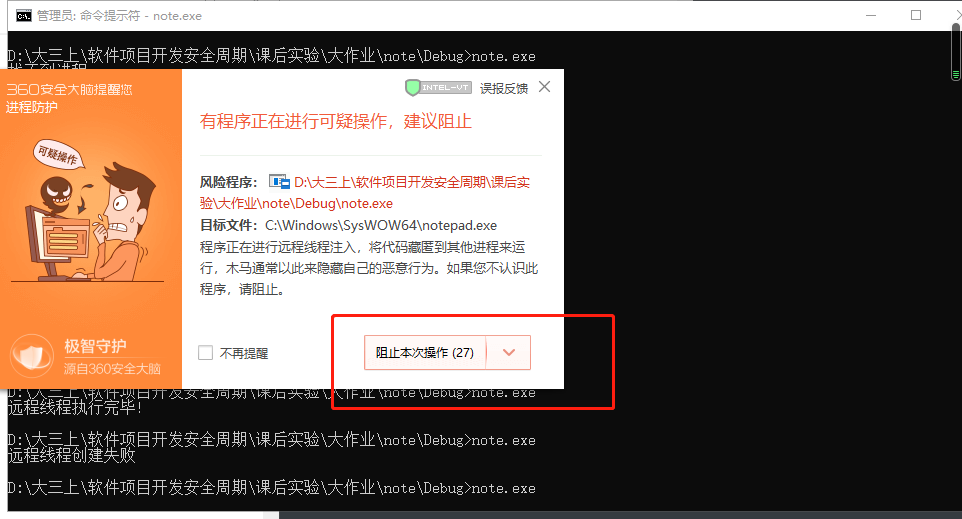 管理员: 命令提示符 - note.exe
D:\大三上\软件项目开发安全周期\课后实验\大作业\note\Debug>note.exe
360安全大脑提醒您
进程防护
INTEL-VT
误报反馈
有程序正在进行可疑操作，建议阻止
可疑操作
风险程序： D:\大三上\软件项目开发安全周期\课后实
验\大作业\note\Debug\note.exe
目标文件：C:\Windows\SysWOW64\notepad.exe
程序正在进行远程线程注入，将代码藏匿到其他进程来运
行，木马通常以此来隐藏自己的恶意行为。如果您不认识此
程序，请阻止。
极智守护
源自360安全大脑
不再提醒
阻止本次操作 (27)
D:\大三上\软件项目开发安全周期\课后实验\大作业\note\Debug>note.exe
远程线程执行完毕!
D:\大三上\软件项目开发安全周期\课后实验\大作业\note\Debug>note.exe
远程线程创建失败
D:\大三上\软件项目开发安全周期\课后实验\大作业\note\Debug>note.exe